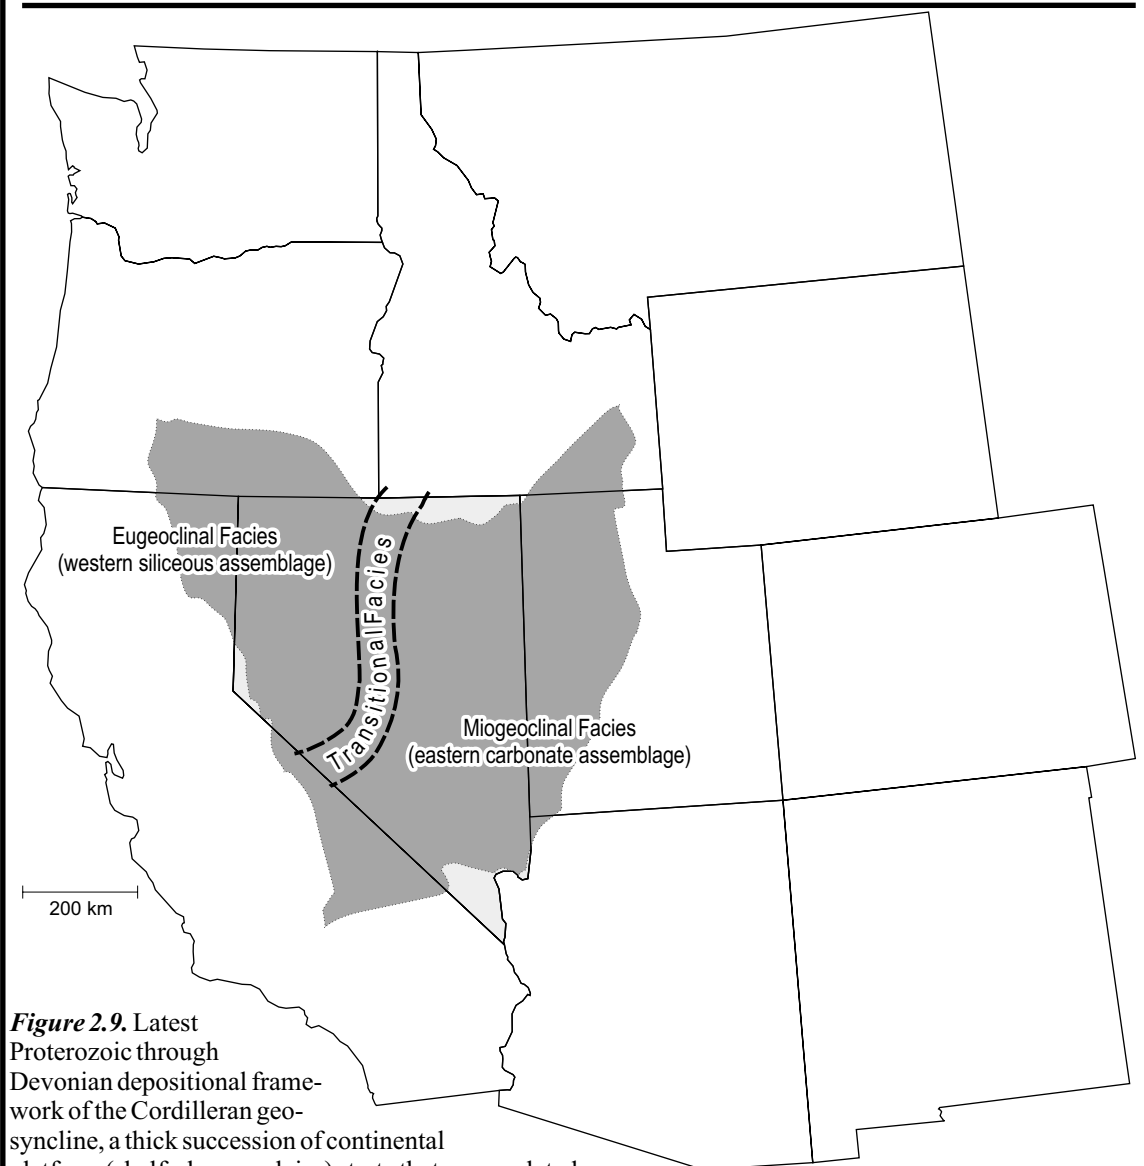 Eugeoclinal Facies
(western siliceous assemblage)
Transitional Facies
Miogeoclinal Facies
(eastern carbonate assemblage)
200 km
Figure 2.9. Latest
Proterozoic through
Devonian depositional frame-
work of the Cordilleran geo-
syncline, a thick succession of continental